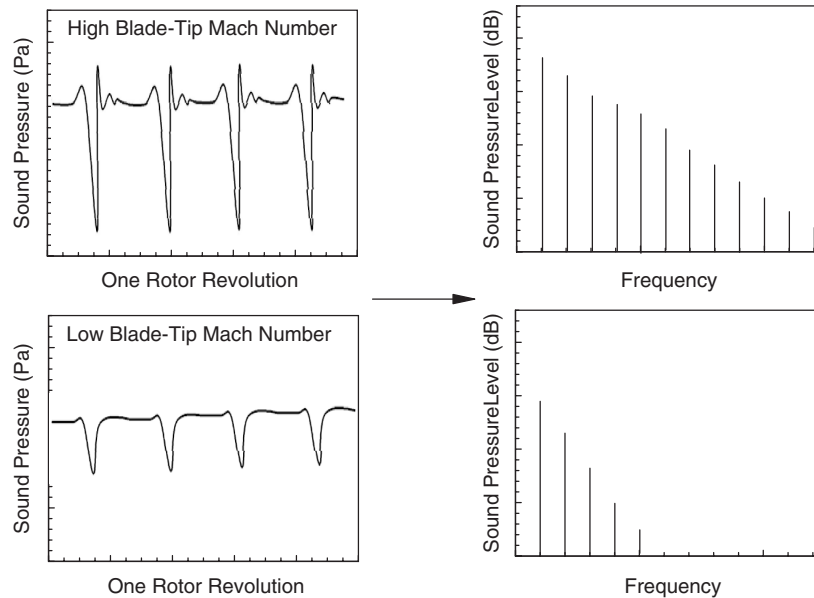 High Blade-Tip Mach Number
Sound Pressure (Pa)
One Rotor Revolution
Sound PressureLevel (dB)
Frequency
Low Blade-Tip Mach Number
Sound Pressure (Pa)
One Rotor Revolution
Sound PressureLevel (dB)
Frequency